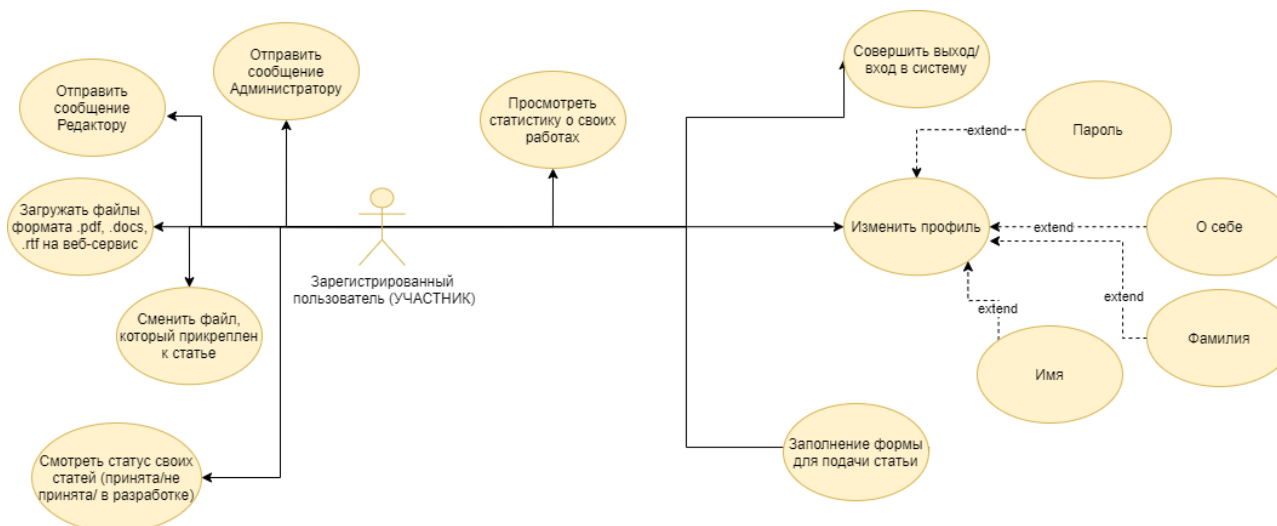 Отправить
сообщение
Редактору
Отправить
сообщение
Администратору
Просмотреть
статистику о своих
работах
Совершить выход/
вход в систему
extend
Пароль
Загружать файлы
формата .pdf, .docs,
.rtf на веб-сервис
Зарегистрированный
пользователь (УЧАСТНИК)
Изменить профиль
extend
О себе
extend
Фамилия
extend
Имя
Сменить файл,
который прикреплен
к статье
Смотреть статус своих
статей (принята/не
принята/ в разработке)
Заполнение формы
для подачи статьи